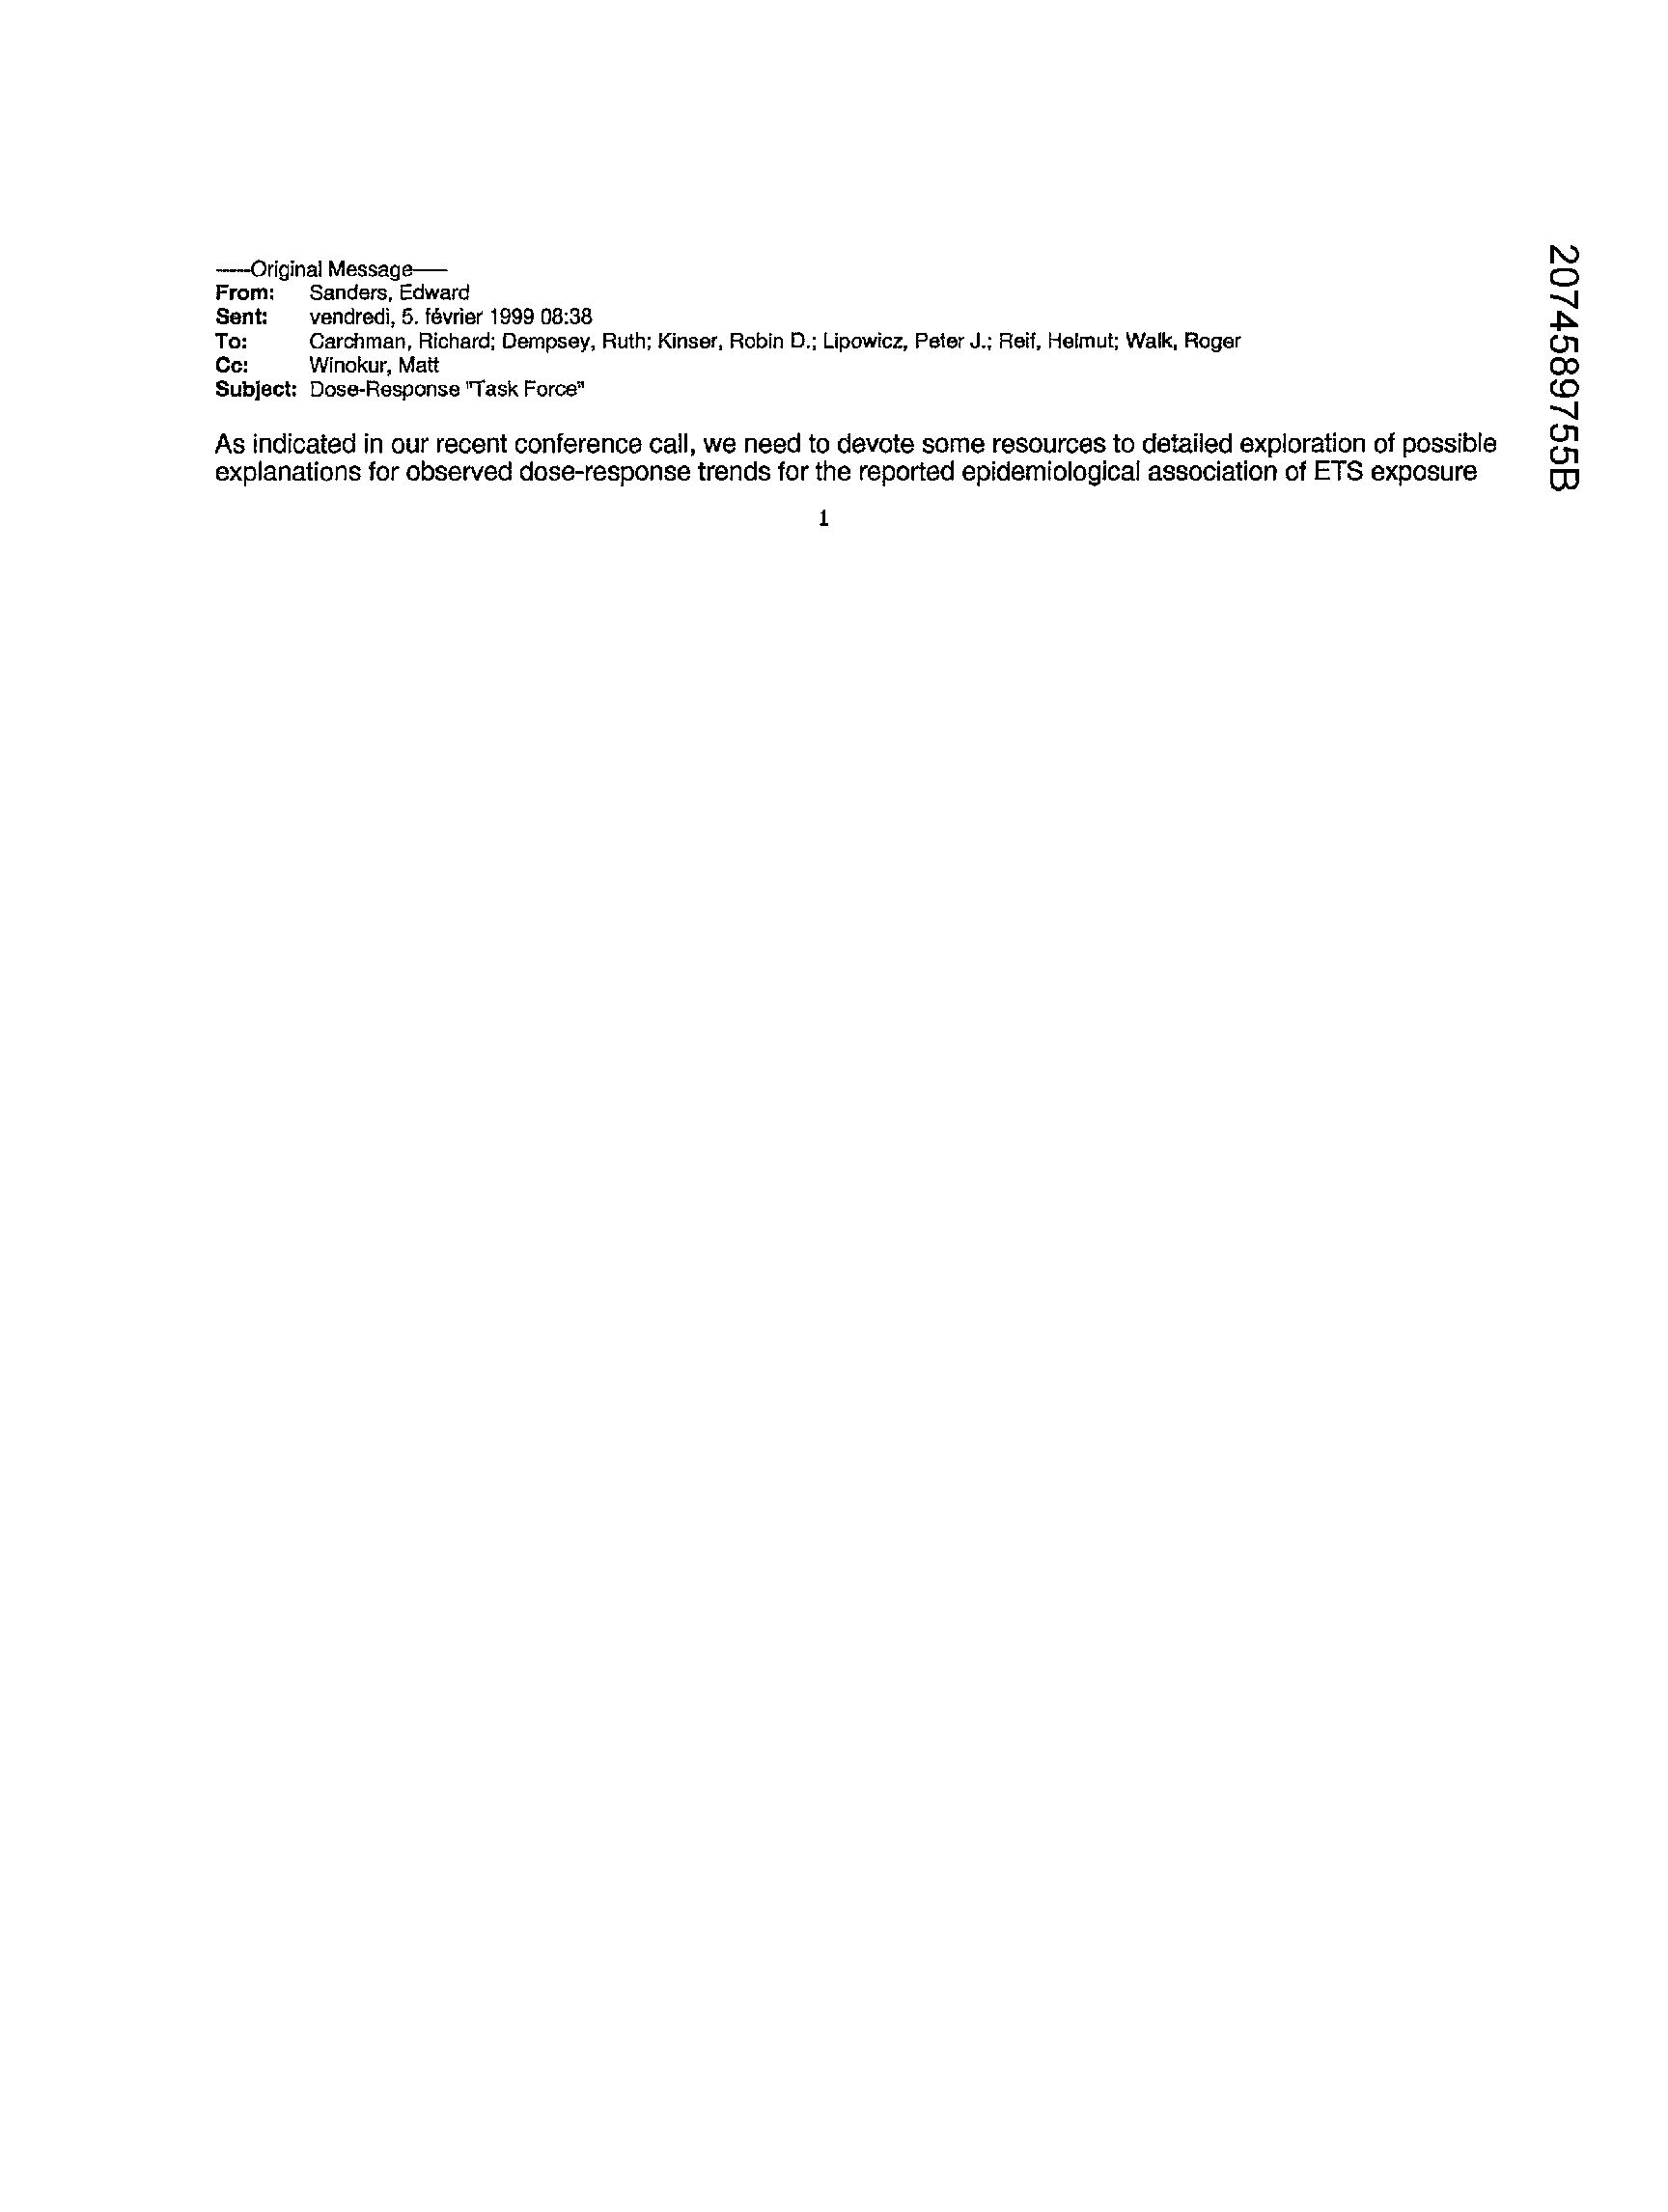 -----Original Message-----
From: Sanders, Edward
Sent: vendredi, 5. février 1999 08:38
To: Carchman, Richard; Dempsey, Ruth; Kinser, Robin D.; Lipowicz, Peter J.; Reif, Helmut; Walk, Roger
Cc: Winokur, Matt
Subject: Dose-Response "Task Force"
As indicated in our recent conference call, we need to devote some resources to detailed exploration of possible
explanations for observed dose-response trends for the reported epidemiological association of ETS exposure
1
2074589755B